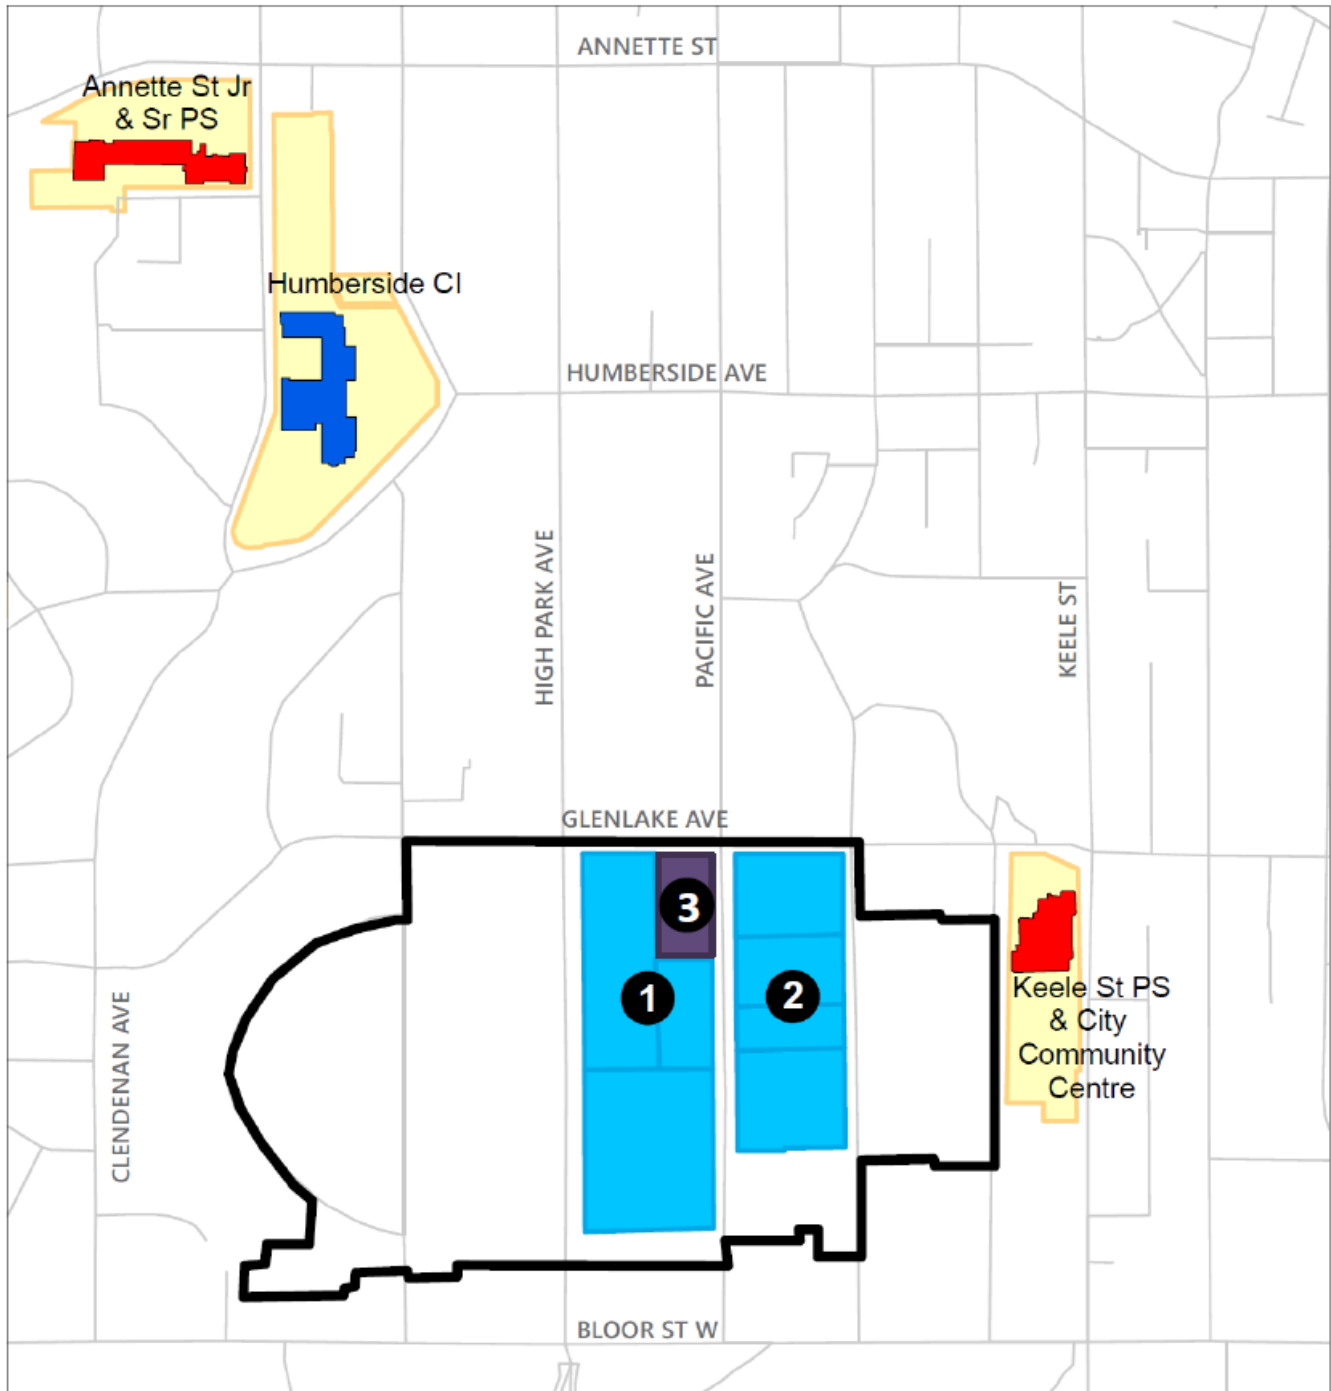 ANNETTE ST
Annette St Jr
& Sr PS
Humberside CI
HUMBERSIDE AVE
HIGH PARK AVE
PACIFIC AVE
KEELE ST
GLENLAKE AVE
3
1
2
Keele St PS
& City
Community
Centre
CLENDENAN AVE
BLOOR ST W